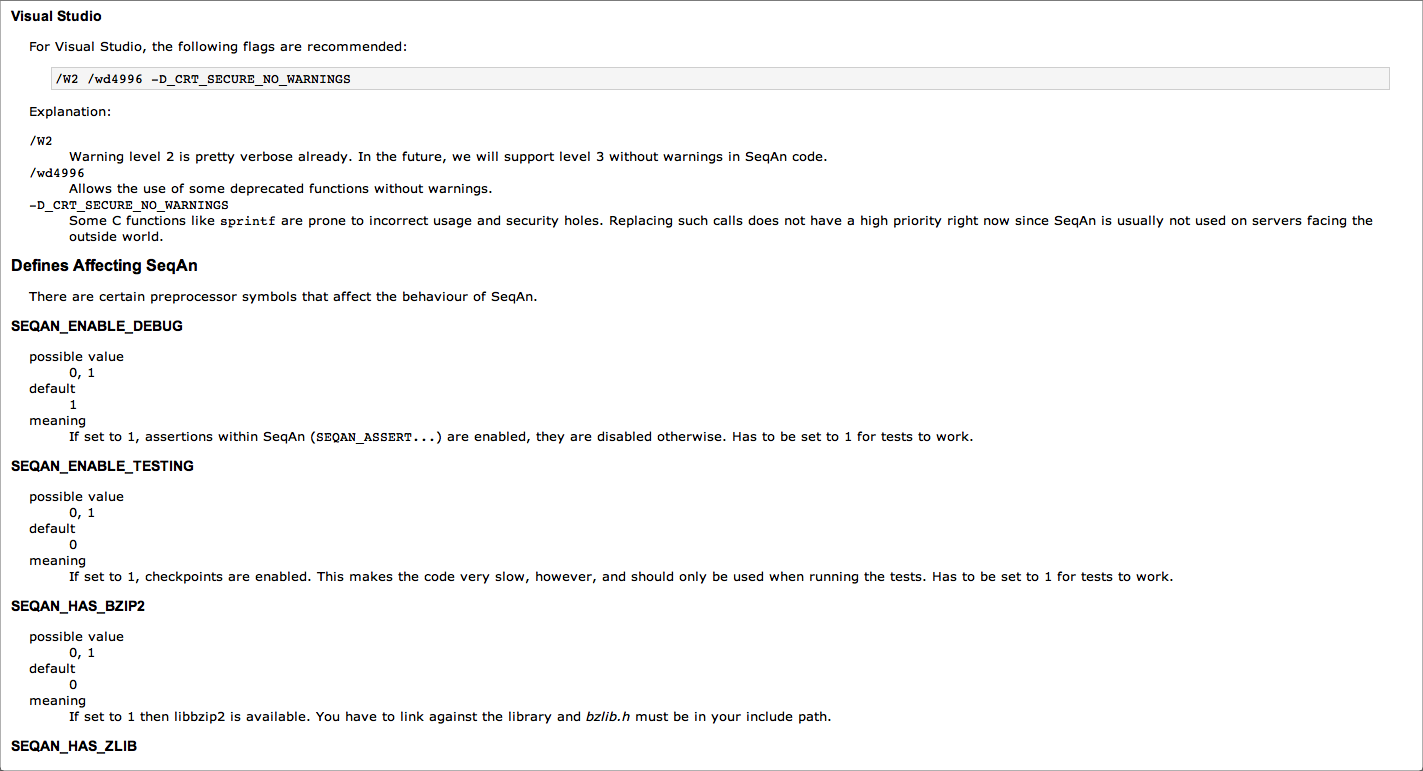 Visual Studio
For Visual Studio, the following flags are recommended:
/W2 /wd4996 -D_CRT_SECURE_NO_WARNINGS
Explanation:
/W2
Warning level 2 is pretty verbose already. In the future, we will support level 3 without warnings in SeqAn code.
/wd4996
Allows the use of some deprecated functions without warnings.
-D_CRT_SECURE_NO_WARNINGS
Some C functions like sprintf are prone to incorrect usage and security holes. Replacing such calls does not have a high priority right now since SeqAn is usually not used on servers facing the
outside world.
Defines Affecting SeqAn
There are certain preprocessor symbols that affect the behaviour of SeqAn.
SEQAN_ENABLE_DEBUG
possible value
0, 1
default
1
meaning
If set to 1, assertions within SeqAn (SEQAN_ASSERT...) are enabled, they are disabled otherwise. Has to be set to 1 for tests to work.
SEQAN_ENABLE_TESTING
possible value
0, 1
default
0
meaning
If set to 1, checkpoints are enabled. This makes the code very slow, however, and should only be used when running the tests. Has to be set to 1 for tests to work.
SEQAN_HAS_BZIP2
possible value
0, 1
default
0
meaning
If set to 1 then libbzip2 is available. You have to link against the library and bzlib.h must be in your include path.
SEQAN_HAS_ZLIB